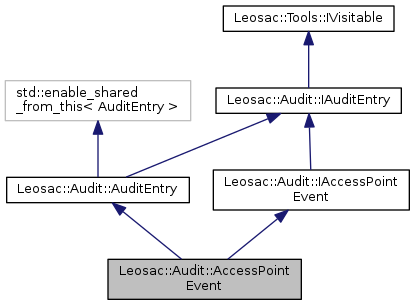 Leosac::Tools::IVisitable
std::enable_shared
_from_this< AuditEntry >
Leosac::Audit::IAuditEntry
Leosac::Audit::AuditEntry
Leosac::Audit::IAccessPoint
Event
Leosac::Audit::AccessPoint
Event